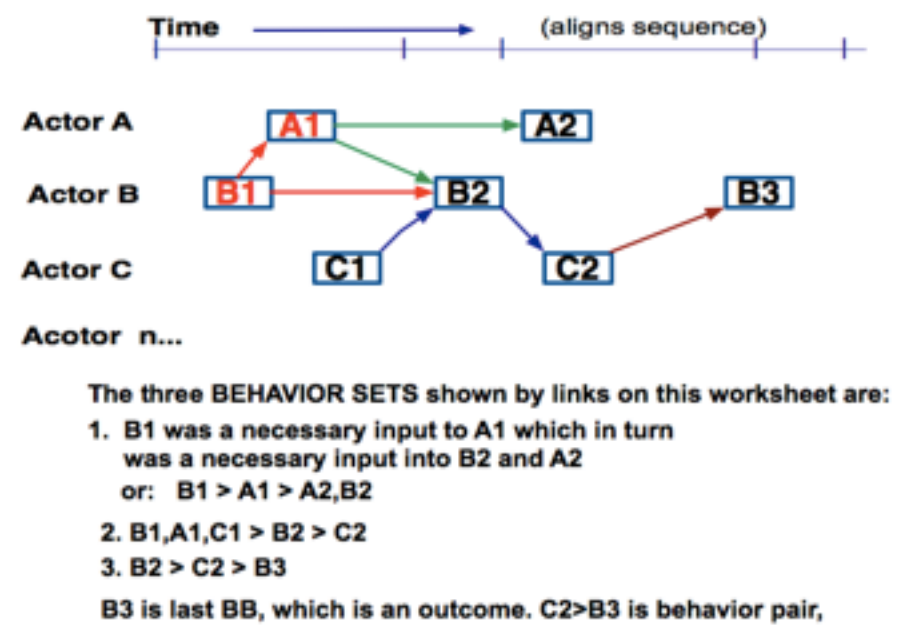 Time (aligns sequence)
Actor A A1 A2
Actor B B1 B2 B3
Actor C C1 C2
Acotor n...
The three BEHAVIOR SETS shown by links on this worksheet are:
1. B1 was a necessary input to A1 which in turn
was a necessary input into B2 and A2
or: B1 > A1 > A2,B2
2. B1,A1,C1 > B2 > C2
3. B2 > C2 > B3
B3 is last BB, which is an outcome. C2>B3 is behavior pair,